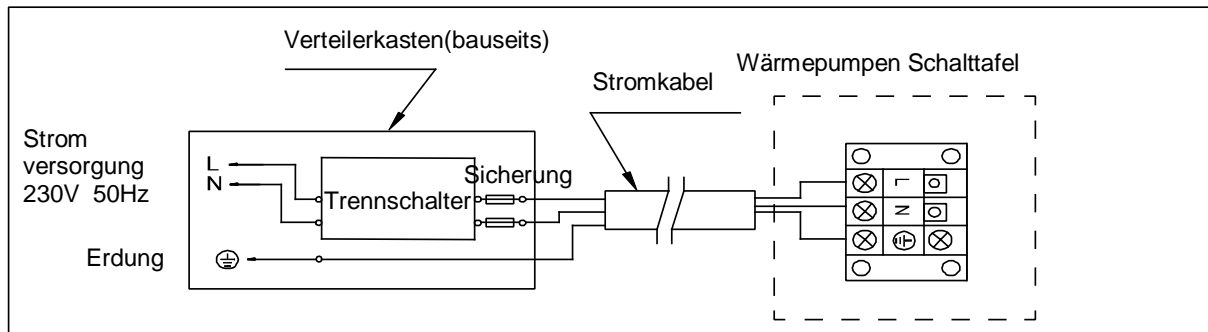 Verteilerkasten(bauseits)
Stromkabel
Wärmepumpen Schalttafel
Strom
versorgung
230V 50Hz
L
N
Trennschalter
Sicherung
Erdung
L
N